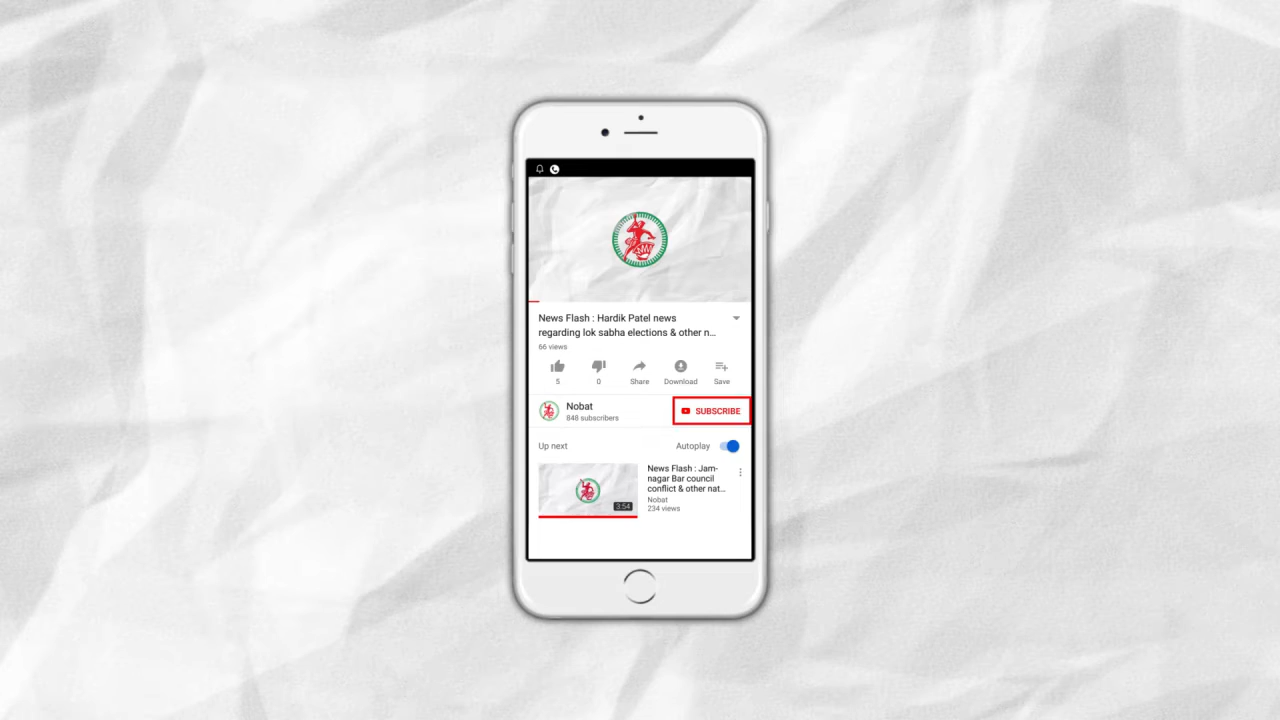 News Flash : Hardik Patel news
regarding lok sabha elections & other n...
66 views
5
0
Share
Download
Save
Nobat
848 subscribers
SUBSCRIBE
Up next
Autoplay
News Flash : Jam-
nagar Bar council
conflict & other nat...
Nobat
234 views
3:54